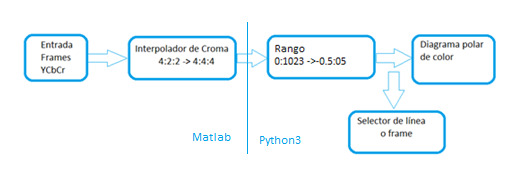 Entrada
Frames
YCbCr
Interpolador de Croma
4:2:2 -> 4:4:4
Rango
0:1023 ->-0.5:05
Diagrama polar
de color
Selector de línea
o frame
Matlab
Python3